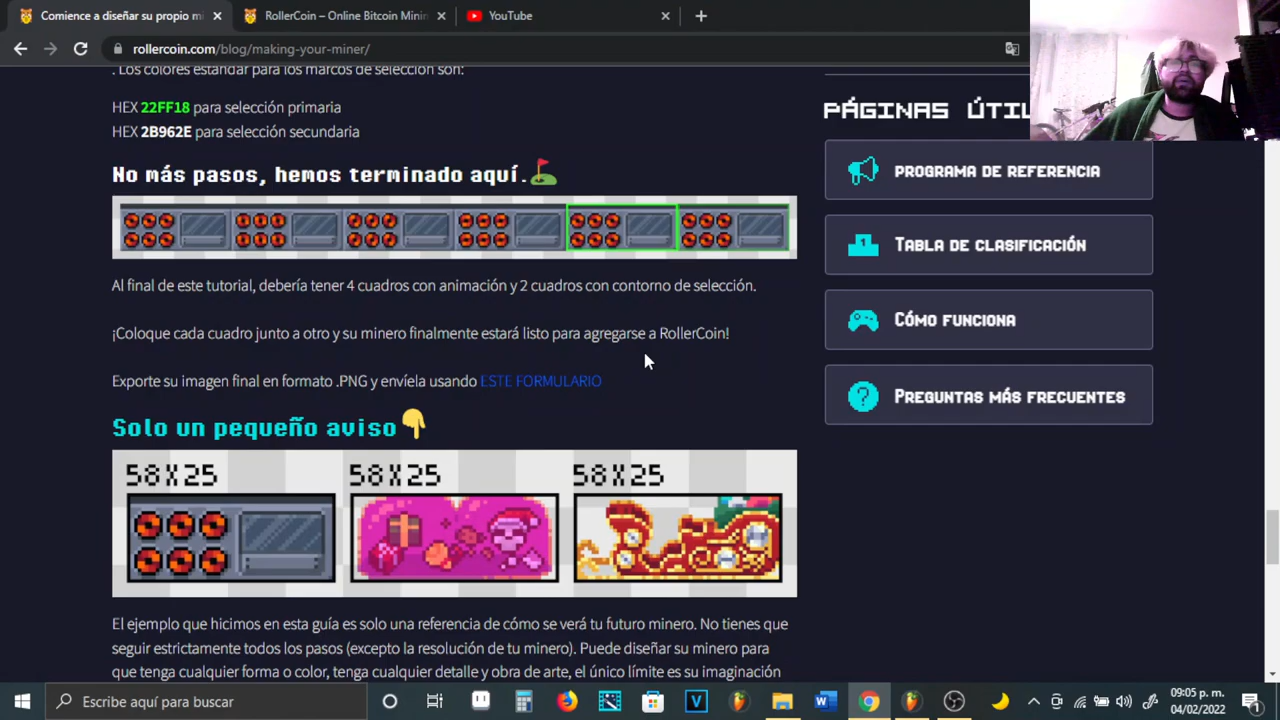 Comience a diseñar su propio mi
RollerCoin – Online Bitcoin Minin
YouTube
rollercoin.com/blog/making-your-miner/
. Los colores estándar para los marcos de selección son:
HEX 22FF18 para selección primaria
HEX 2B962E para selección secundaria
No más pasos, hemos terminado aquí.
Al final de este tutorial, debería tener 4 cuadros con animación y 2 cuadros con contorno de selección.
¡Coloque cada cuadro junto a otro y su minero finalmente estará listo para agregarse a RollerCoin!
Exporte su imagen final en formato .PNG y envíela usando ESTE FORMULARIO
Solo un pequeño aviso
58X25 58X25 58X25
El ejemplo que hicimos en esta guía es solo una referencia de cómo se verá tu futuro minero. No tienes que
seguir estrictamente todos los pasos (excepto la resolución de tu minero). Puede diseñar su minero para
que tenga cualquier forma o color, tenga cualquier detalle y obra de arte, el único límite es su imaginación
PÁGINAS ÚTI
PROGRAMA DE REFERENCIA
TABLA DE CLASIFICACIÓN
CÓMO FUNCIONA
PREGUNTAS MÁS FRECUENTES
Escribe aquí para buscar
09:05 p. m.
04/02/2022